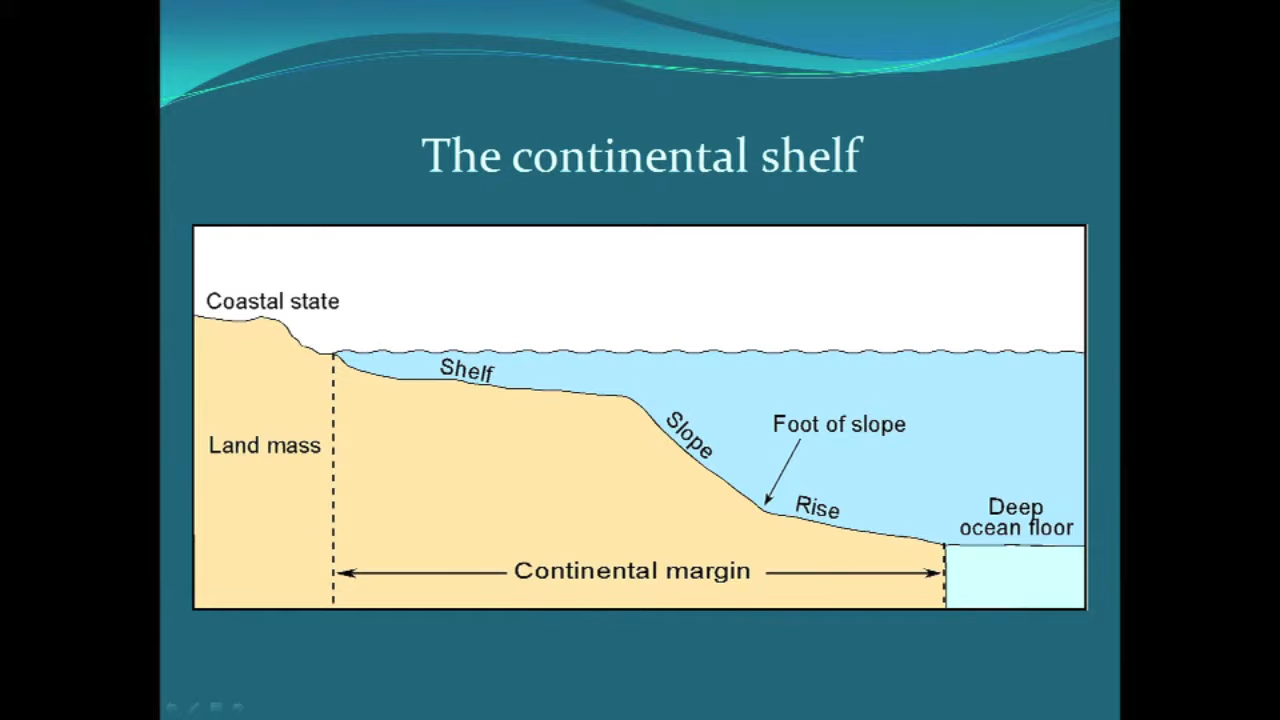 The continental shelf
Coastal state
Shelf
Slope
Foot of slope
Land mass
Rise
Deep
ocean floor
Continental margin